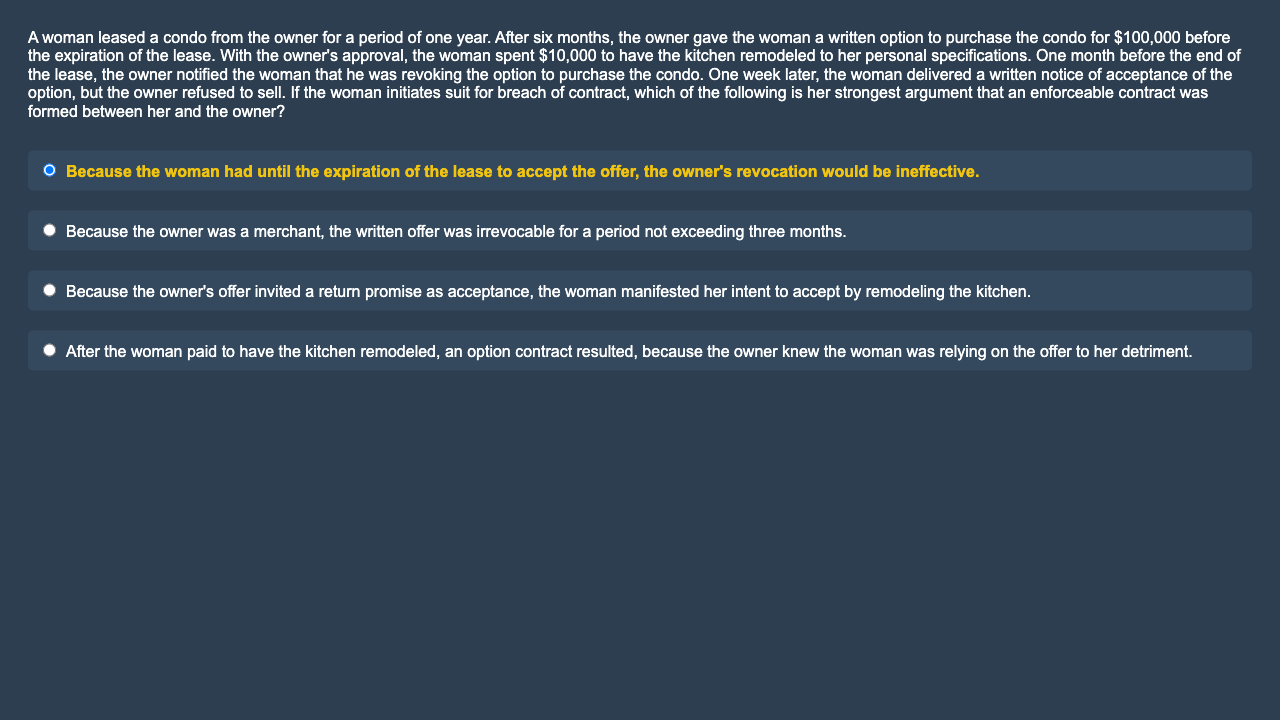 A woman leased a condo from the owner for a period of one year. After six months, the owner gave the woman a written option to purchase the condo for $100,000 before
the expiration of the lease. With the owner's approval, the woman spent $10,000 to have the kitchen remodeled to her personal specifications. One month before the end of
the lease, the owner notified the woman that he was revoking the option to purchase the condo. One week later, the woman delivered a written notice of acceptance of the
option, but the owner refused to sell. If the woman initiates suit for breach of contract, which of the following is her strongest argument that an enforceable contract was
formed between her and the owner?
Because the woman had until the expiration of the lease to accept the offer, the owner's revocation would be ineffective.
Because the owner was a merchant, the written offer was irrevocable for a period not exceeding three months.
Because the owner's offer invited a return promise as acceptance, the woman manifested her intent to accept by remodeling the kitchen.
After the woman paid to have the kitchen remodeled, an option contract resulted, because the owner knew the woman was relying on the offer to her detriment.